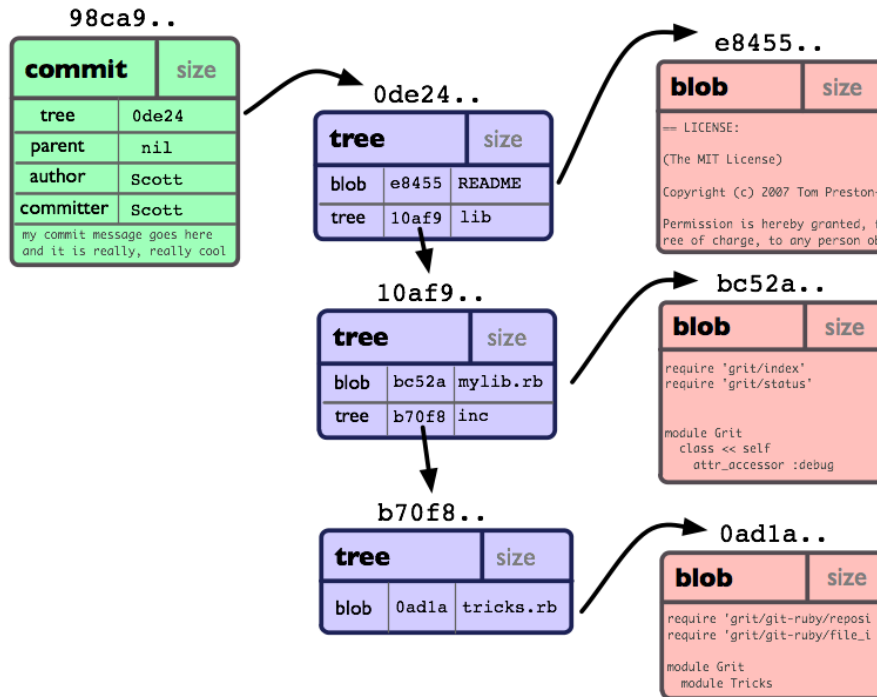 98ca9..
commit size
tree 0de24
parent nil
author Scott
committer Scott
my commit message goes here
and it is really, really cool
0de24..
tree size
blob e8455 README
tree 10af9 lib
10af9..
tree size
blob bc52a mylib.rb
tree b70f8 inc
b70f8..
tree size
blob 0ad1a tricks.rb
e8455..
blob size
== LICENSE:
(The MIT License)
Copyright (c) 2007 Tom Preston-
Permission is hereby granted, f
ree of charge, to any person ob
bc52a..
blob size
require 'grit/index'
require 'grit/status'
module Grit
class << self
attr_accessor :debug
0ad1a..
blob size
require 'grit/git-ruby/reposi
require 'grit/git-ruby/file_i
module Grit
module Tricks